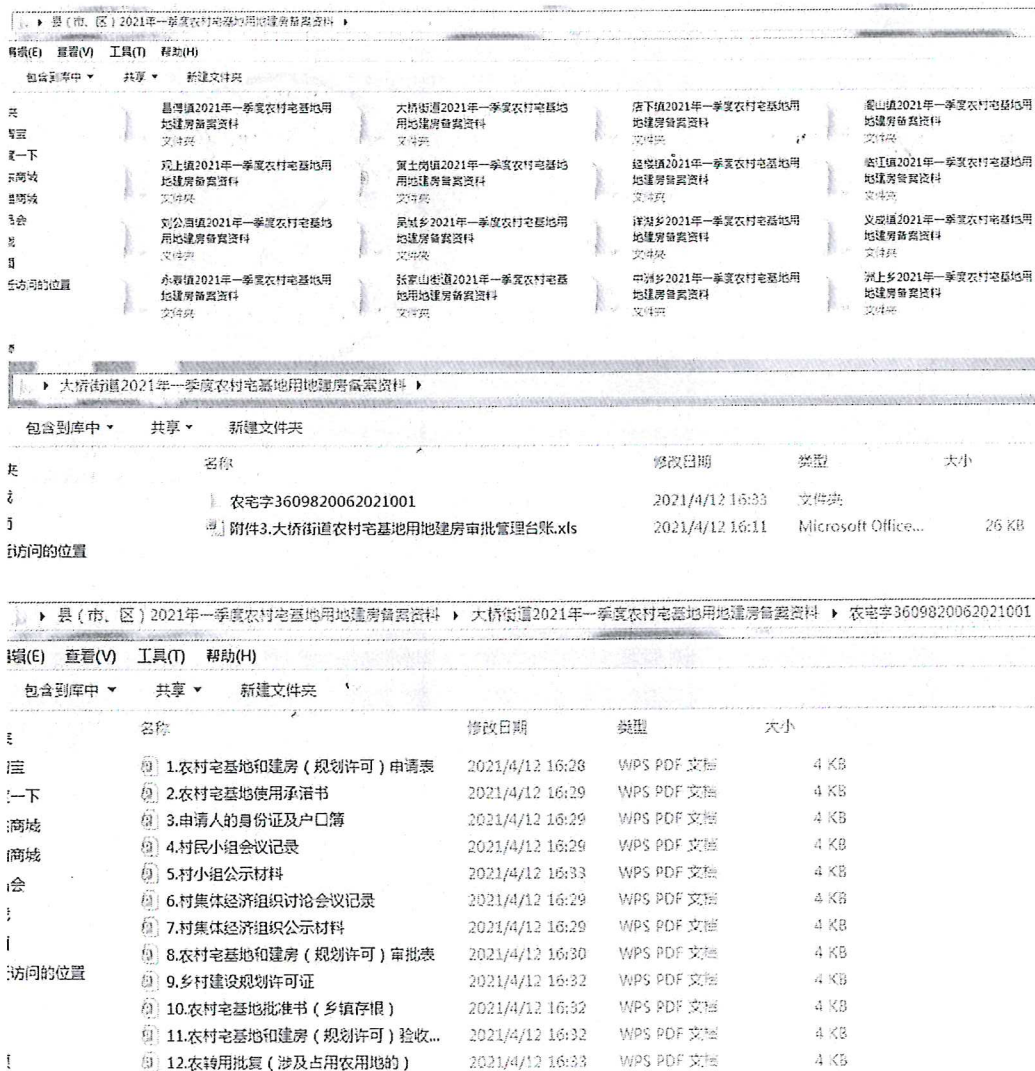 县（市、区）2021年一季度农村宅基地用地建房备案资料
编辑(E) 查看(V) 工具(T) 帮助(H)
包含到库中 共享 新建文件夹
昌傅镇2021年一季度农村宅基地用 大桥街道2021年一季度农村宅基地 店下镇2021年一季度农村宅基地用 阁山镇2021年一季度农村宅基地用
地建房备案资料 用地建房备案资料 地建房备案资料 地建房备案资料
文件夹 文件夹 文件夹 文件夹
度一下
观上镇2021年一季度农村宅基地用 黄土岗镇2021年一季度农村宅基地 经楼镇2021年一季度农村宅基地用 临江镇2021年一季度农村宅基地用
地建房备案资料 用地建房备案资料 地建房备案资料 地建房备案资料
商城
文件夹 文件夹 文件夹 文件夹
刘公庙镇2021年一季度农村宅基地 吴城乡2021年一季度农村宅基地用 洋湖乡2021年一季度农村宅基地用 义成镇2021年一季度农村宅基地用
用地建房备案资料 地建房备案资料 地建房备案资料 地建房备案资料
文件夹 文件夹 文件夹 文件夹
永泰镇2021年一季度农村宅基地用 张家山街道2021年一季度农村宅基 中洲乡2021年一季度农村宅基地用 洲上乡2021年一季度农村宅基地用
访问的位置
地建房备案资料 地用地建房备案资料 地建房备案资料 地建房备案资料
文件夹 文件夹 文件夹 文件夹
大桥街道2021年一季度农村宅基地用地建房备案资料
包含到库中 共享 新建文件夹
名称 修改日期 类型 大小
农宅字3609820062021001 2021/4/12 16:33 文件夹
附件3.大桥街道农村宅基地用地建房审批管理台账.xls 2021/4/12 16:11 Microsoft Office... 26 KB
访问的位置
县（市、区）2021年一季度农村宅基地用地建房备案资料 大桥街道2021年一季度农村宅基地用地建房备案资料 农宅字3609820062021001
编辑(E) 查看(V) 工具(T) 帮助(H)
包含到库中 共享 新建文件夹
名称 修改日期 类型 大小
1.农村宅基地和建房（规划许可）申请表 2021/4/12 16:28 WPS PDF 文档 4 KB
2.农村宅基地使用承诺书 2021/4/12 16:29 WPS PDF 文档 4 KB
3.申请人的身份证及户口簿 2021/4/12 16:29 WPS PDF 文档 4 KB
4.村民小组会议记录 2021/4/12 16:29 WPS PDF 文档 4 KB
5.村小组公示材料 2021/4/12 16:33 WPS PDF 文档 4 KB
6.村集体经济组织讨论会议记录 2021/4/12 16:29 WPS PDF 文档 4 KB
7.村集体经济组织公示材料 2021/4/12 16:29 WPS PDF 文档 4 KB
8.农村宅基地和建房（规划许可）审批表 2021/4/12 16:30 WPS PDF 文档 4 KB
访问的位置
9.乡村建设规划许可证 2021/4/12 16:32 WPS PDF 文档 4 KB
10.农村宅基地批准书（乡镇存根） 2021/4/12 16:32 WPS PDF 文档 4 KB
11.农村宅基地和建房（规划许可）验收... 2021/4/12 16:32 WPS PDF 文档 4 KB
12.农转用批复（涉及占用农用地的） 2021/4/12 16:33 WPS PDF 文档 4 KB